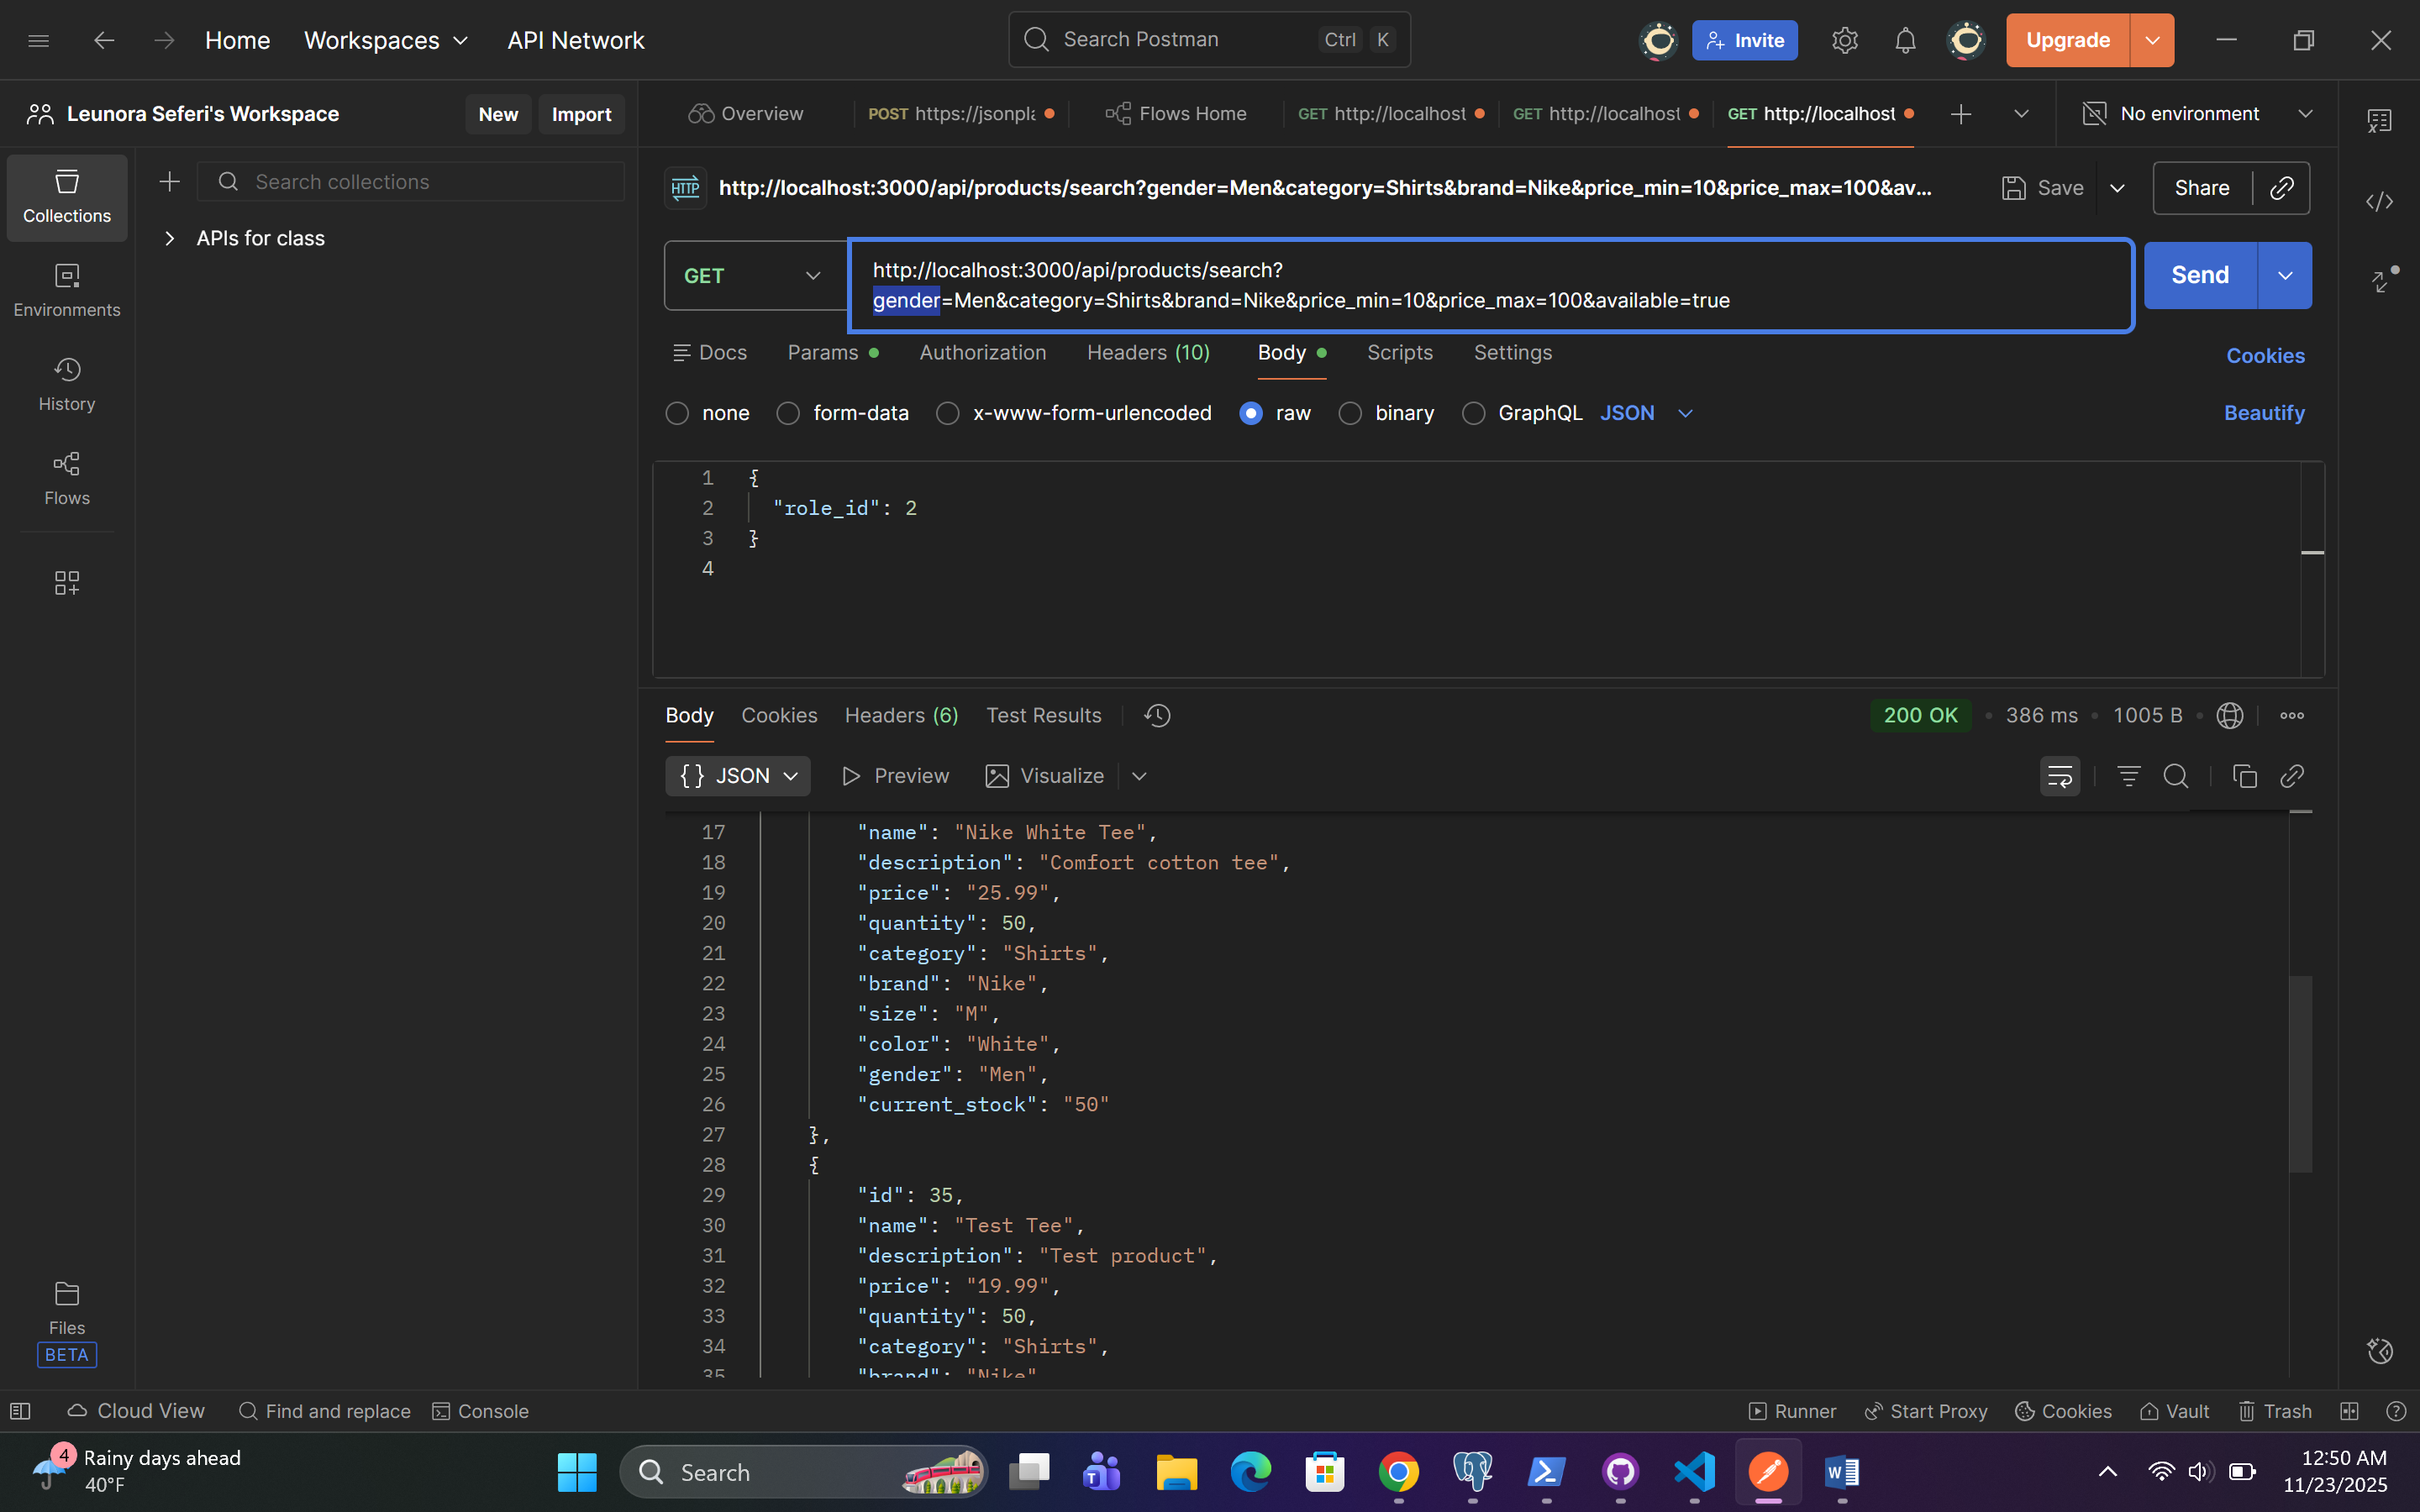 Home Workspaces API Network
Search Postman Ctrl K
Invite Upgrade
Leunora Seferi's Workspace New Import
Overview POST https://jsonpla Flows Home GET http://localhost GET http://localhost GET http://localhost No environment
Collections
Environments
History
Flows
Files
BETA
Search collections
APIs for class
HTTP http://localhost:3000/api/products/search?gender=Men&category=Shirts&brand=Nike&price_min=10&price_max=100&av... Save Share
GET
http://localhost:3000/api/products/search?
gender=Men&category=Shirts&brand=Nike&price_min=10&price_max=100&available=true
Send
Docs Params Authorization Headers (10) Body Scripts Settings Cookies
none form-data x-www-form-urlencoded raw binary GraphQL JSON Beautify
1 {
2 "role_id": 2
3 }
4
Body Cookies Headers (6) Test Results 200 OK 386 ms 1005 B
{} JSON Preview Visualize
17 "name": "Nike White Tee",
18 "description": "Comfort cotton tee",
19 "price": "25.99",
20 "quantity": 50,
21 "category": "Shirts",
22 "brand": "Nike",
23 "size": "M",
24 "color": "White",
25 "gender": "Men",
26 "current_stock": "50"
27 },
28 {
29 "id": 35,
30 "name": "Test Tee",
31 "description": "Test product",
32 "price": "19.99",
33 "quantity": 50,
34 "category": "Shirts",
35 "brand": "Nike"
Cloud View Find and replace Console Runner Start Proxy Cookies Vault Trash
4 Rainy days ahead
40°F
Search
12:50 AM
11/23/2025